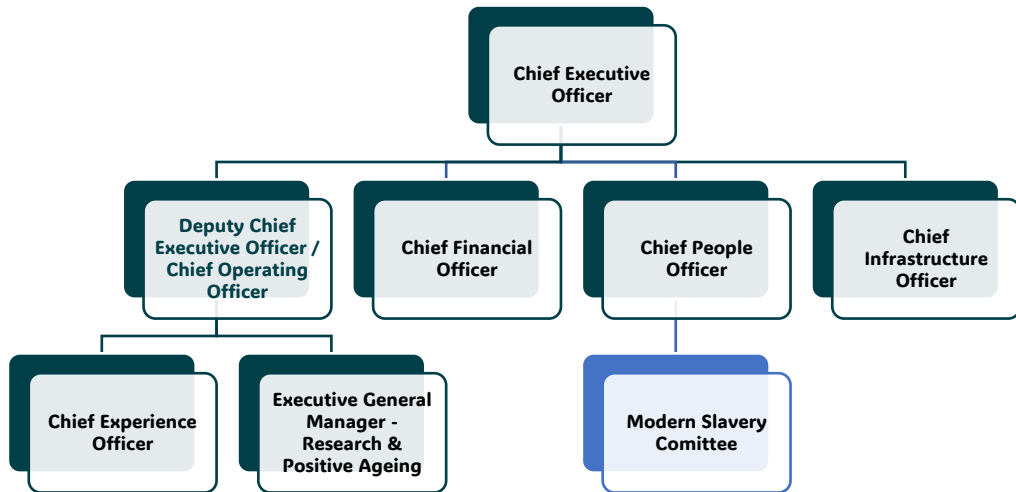 Chief Executive
Officer
Deputy Chief
Executive Officer /
Chief Operating
Officer
Chief Financial
Officer
Chief People
Officer
Chief
Infrastructure
Officer
Chief Experience
Officer
Executive General
Manager -
Research &
Positive Ageing
Modern Slavery
Comittee